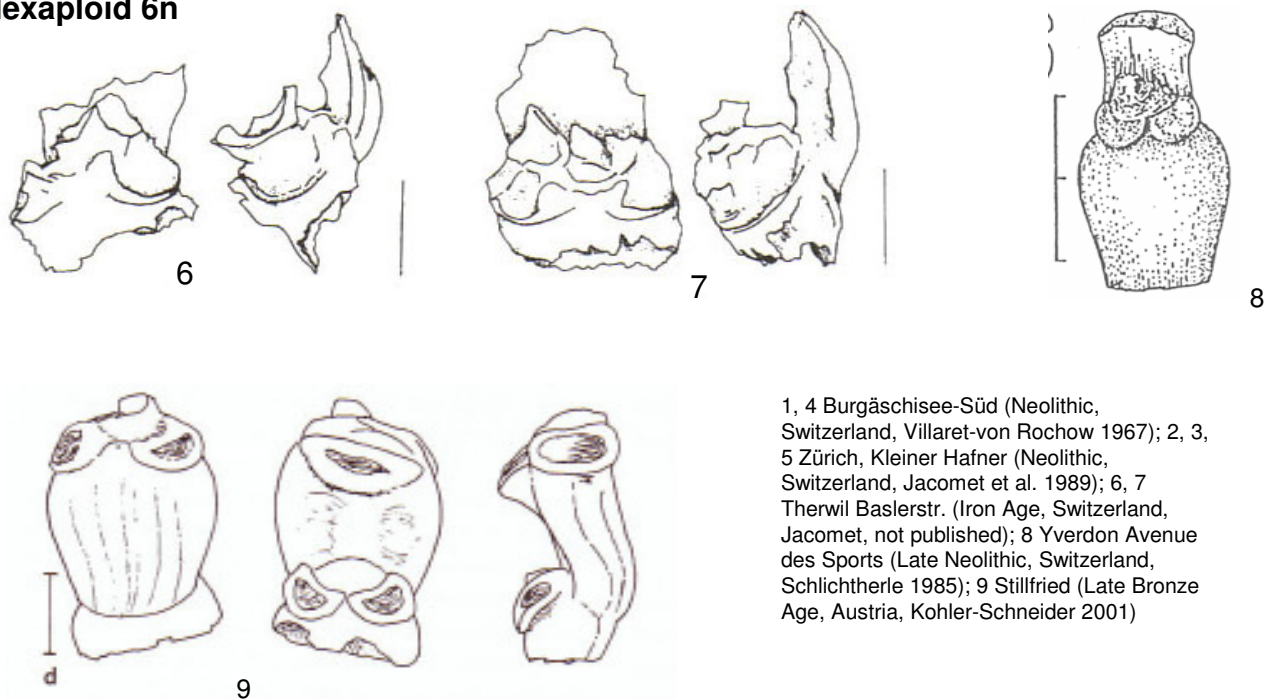 exaploid 6n
6
7
8
1, 4 Burgäschisee-Süd (Neolithic,
Switzerland, Villaret-von Rochow 1967); 2, 3,
5 Zürich, Kleiner Hafner (Neolithic,
Switzerland, Jacomet et al. 1989); 6, 7
Therwil Baslerstr. (Iron Age, Switzerland,
Jacomet, not published); 8 Yverdon Avenue
des Sports (Late Neolithic, Switzerland,
Schlichtherle 1985); 9 Stillfried (Late Bronze
Age, Austria, Kohler-Schneider 2001)
d
9